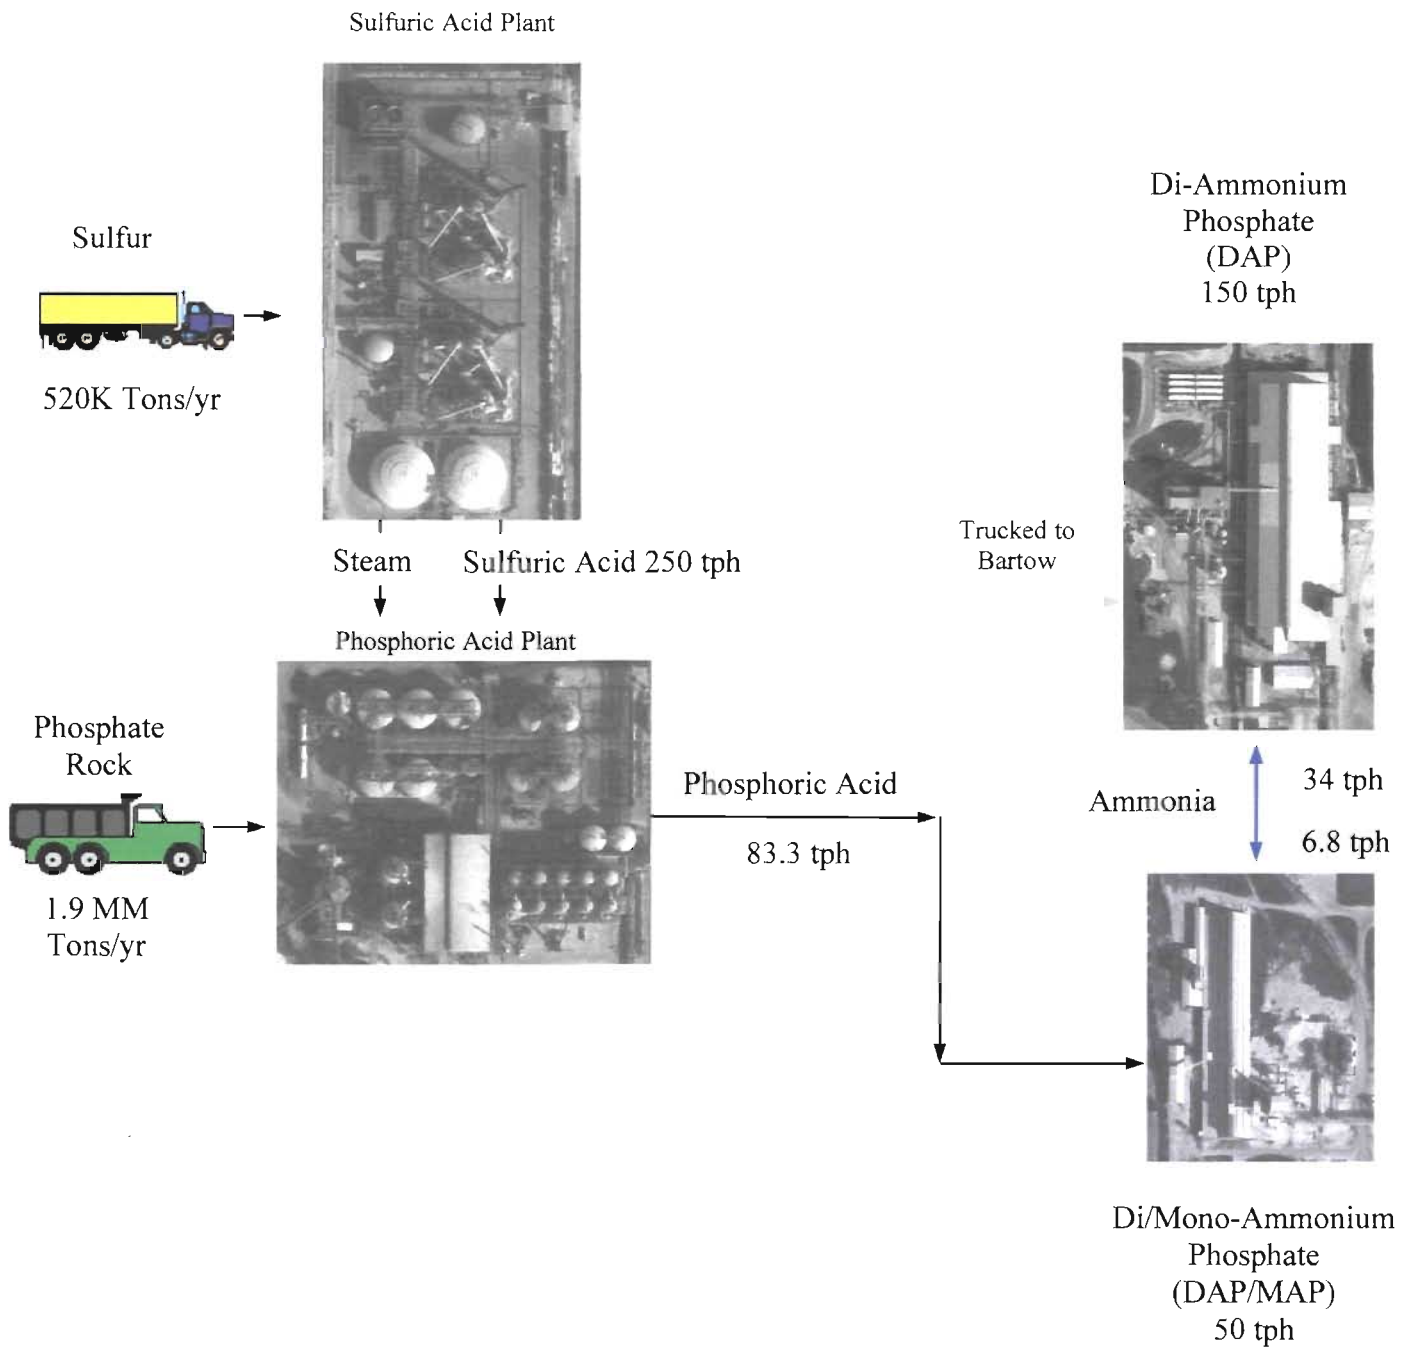 Sulfuric Acid Plant
Sulfur
520K Tons/yr
Steam
Sulfuric Acid 250 tph
Phosphoric Acid Plant
Phosphate
Rock
1.9 MM
Tons/yr
Phosphoric Acid
83.3 tph
Di-Ammonium
Phosphate
(DAP)
150 tph
Trucked to
Bartow
Ammonia
34 tph
6.8 tph
Di/Mono-Ammonium
Phosphate
(DAP/MAP)
50 tph